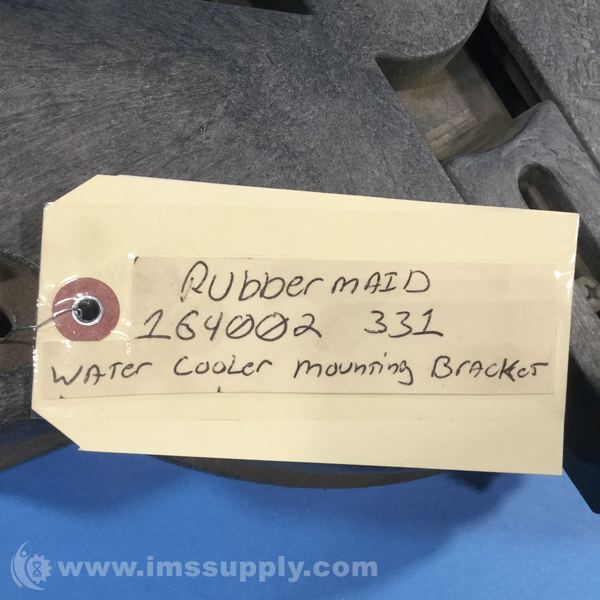 RubbermAID
164002 331
WATer Cooler mounting BrAcKeT
www.imssupply.com